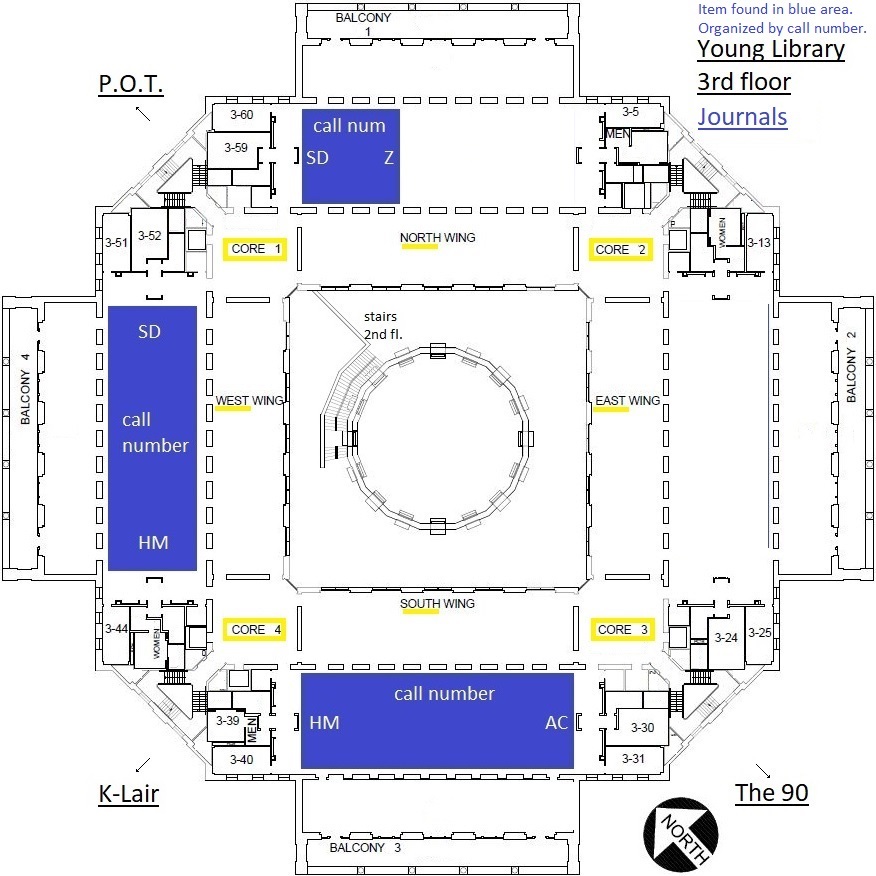 Item found in blue area.
Organized by call number.
Young Library
3rd floor
Journals
BALCONY
1
P.O.T.
3-60
3-59
call num
SD Z
3-5
MEN
3-51
3-52
CORE 1
NORTH WING
CORE 2
WOMEN
3-13
SD
call
number
HM
BALCONY 4
stairs
2nd fl.
WEST WING
EAST WING
BALCONY 2
SOUTH WING
3-44
WOMEN
CORE 4
CORE 3
3-24
3-25
call number
HM AC
3-39
MEN
3-40
3-30
3-31
K-Lair
The 90
NORTH
BALCONY 3